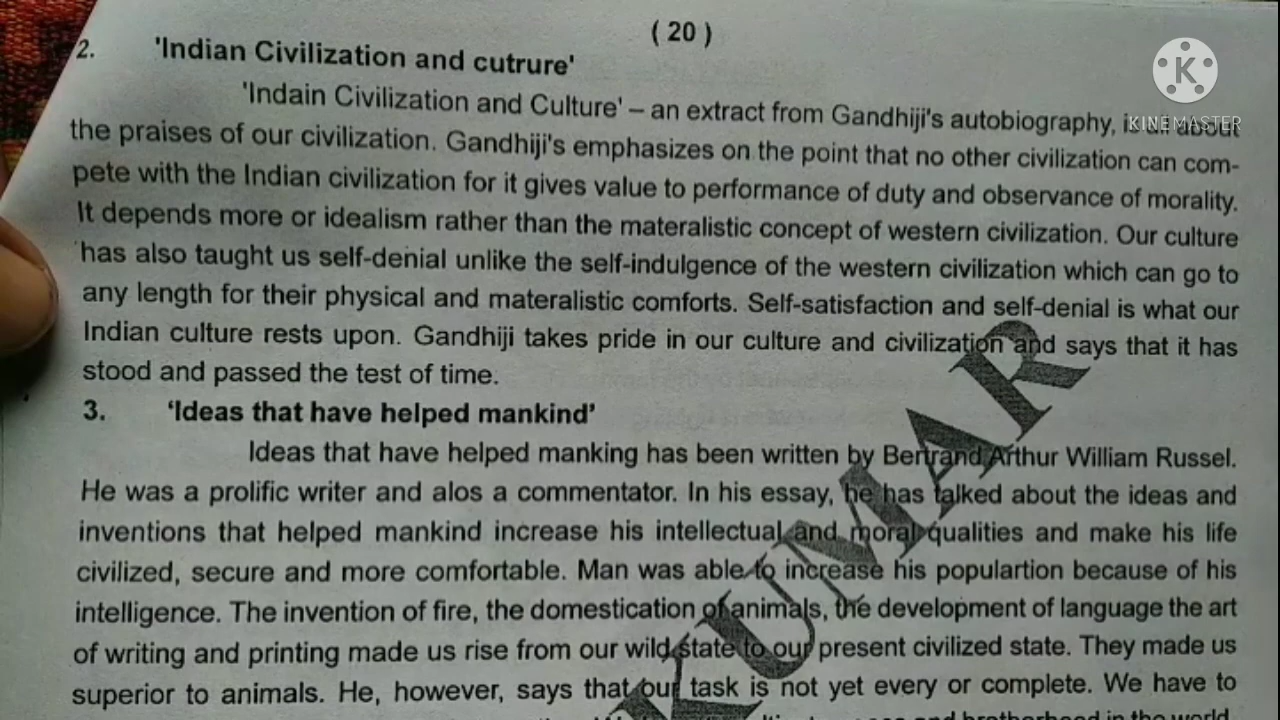 ( 20 )
2. 'Indian Civilization and cutrure'
'Indain Civilization and Culture' – an extract from Gandhiji's autobiography,
KINEMASTER
the praises of our civilization. Gandhiji's emphasizes on the point that no other civilization can com-
pete with the Indian civilization for it gives value to performance of duty and observance of morality.
It depends more or idealism rather than the materalistic concept of western civilization. Our culture
has also taught us self-denial unlike the self-indulgence of the western civilization which can go to
any length for their physical and materalistic comforts. Self-satisfaction and self-denial is what our
Indian culture rests upon. Gandhiji takes pride in our culture and civilization and says that it has
stood and passed the test of time.
3. ‘Ideas that have helped mankind’
Ideas that have helped manking has been written by Bertrand Arthur William Russel.
He was a prolific writer and alos a commentator. In his essay, he has talked about the ideas and
inventions that helped mankind increase his intellectual and moral qualities and make his life
civilized, secure and more comfortable. Man was able to increase his populartion because of his
intelligence. The invention of fire, the domestication of animals, the development of language the art
of writing and printing made us rise from our wild state to our present civilized state. They made us
superior to animals. He, however, says that our task is not yet every or complete. We have to
and brotherhood in the world
KUMAR